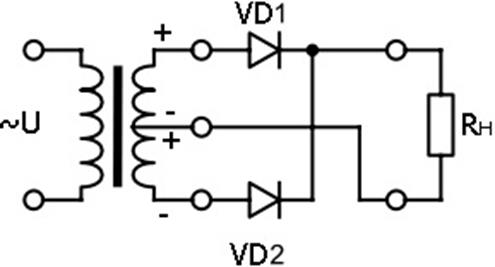 VD1
+
~U
-
+
RH
-
VD2